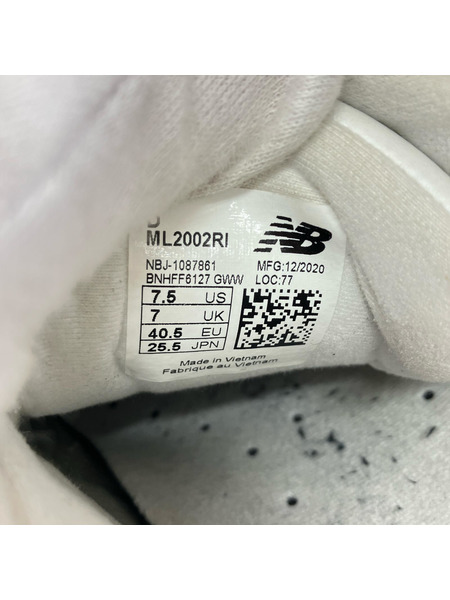 D
ML2002RI
NB
NBJ-1087861
MFG:12/2020
BNHFF6127 GWW
LOC:77
7.5 US
7 UK
40.5 EU
25.5 JPN
Made in Vietnam
Fabriqué au Vietnam